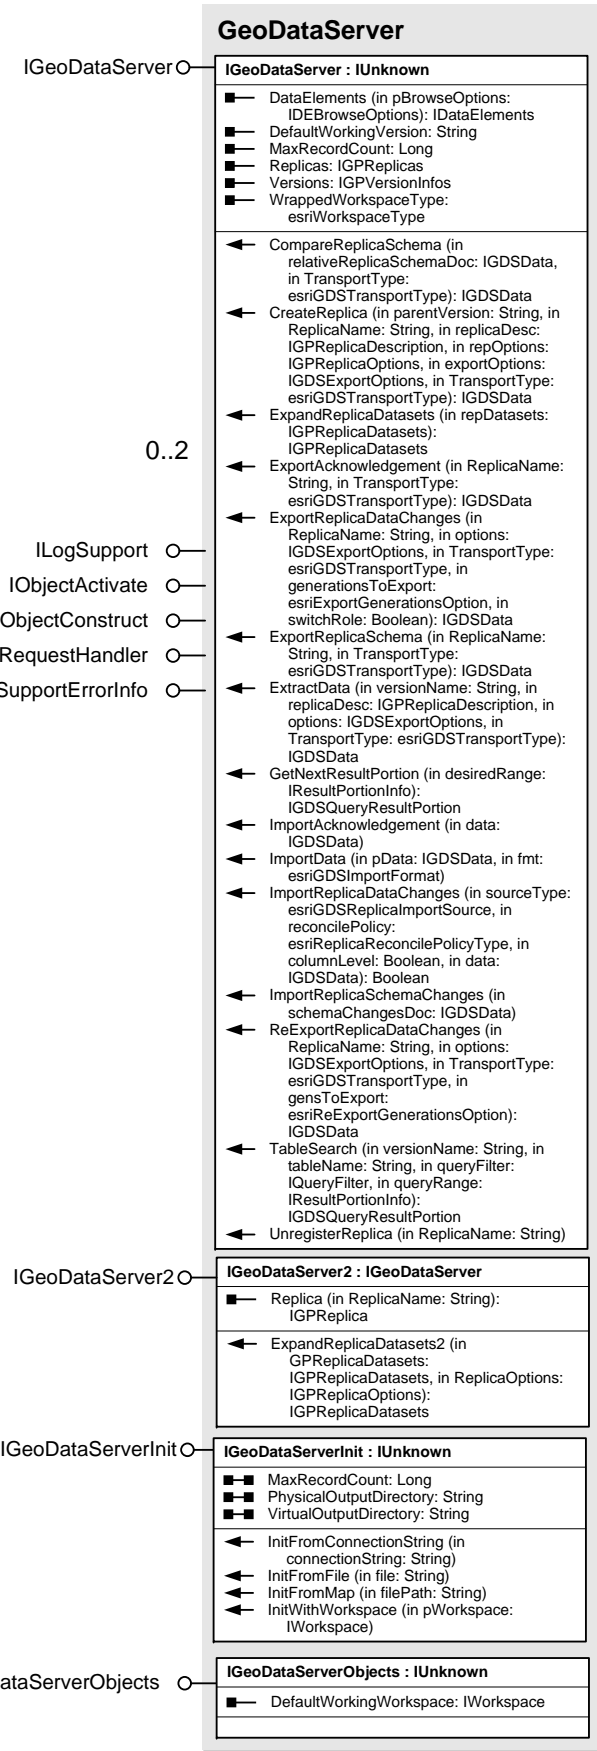 GeoDataServer
IGeoDataServer
IGeoDataServer : IUnknown
DataElements (in pBrowseOptions:
IDEBrowseOptions): IDataElements
DefaultWorkingVersion: String
MaxRecordCount: Long
Replicas: IGPReplicas
Versions: IGPVersionInfos
WrappedWorkspaceType:
esriWorkspaceType
CompareReplicaSchema (in
relativeReplicaSchemaDoc: IGDSData,
in TransportType:
esriGDSTransportType): IGDSData
CreateReplica (in parentVersion: String, in
ReplicaName: String, in replicaDesc:
IGPReplicaDescription, in repOptions:
IGPReplicaOptions, in exportOptions:
IGDSExportOptions, in TransportType:
esriGDSTransportType): IGDSData
ExpandReplicaDatasets (in repDatasets:
IGPReplicaDatasets):
IGPReplicaDatasets
ExportAcknowledgement (in ReplicaName:
String, in TransportType:
esriGDSTransportType): IGDSData
ExportReplicaDataChanges (in
ReplicaName: String, in options:
IGDSExportOptions, in TransportType:
esriGDSTransportType, in
generationsToExport:
esriExportGenerationsOption, in
switchRole: Boolean): IGDSData
ExportReplicaSchema (in ReplicaName:
String, in TransportType:
esriGDSTransportType): IGDSData
ExtractData (in versionName: String, in
replicaDesc: IGPReplicaDescription, in
options: IGDSExportOptions, in
TransportType: esriGDSTransportType):
IGDSData
GetNextResultPortion (in desiredRange:
IResultPortionInfo):
IGDSQueryResultPortion
ImportAcknowledgement (in data:
IGDSData)
ImportData (in pData: IGDSData, in fmt:
esriGDSImportFormat)
ImportReplicaDataChanges (in sourceType:
esriGDSReplicaImportSource, in
reconcilePolicy:
esriReplicaReconcilePolicyType, in
columnLevel: Boolean, in data:
IGDSData): Boolean
ImportReplicaSchemaChanges (in
schemaChangesDoc: IGDSData)
ReExportReplicaDataChanges (in
ReplicaName: String, in options:
IGDSExportOptions, in TransportType:
esriGDSTransportType, in
gensToExport:
esriReExportGenerationsOption):
IGDSData
TableSearch (in versionName: String, in
tableName: String, in queryFilter:
IQueryFilter, in queryRange:
IResultPortionInfo):
IGDSQueryResultPortion
UnregisterReplica (in ReplicaName: String)
0..2
ILogSupport
IObjectActivate
ObjectConstruct
RequestHandler
SupportErrorInfo
IGeoDataServer2
IGeoDataServer2 : IGeoDataServer
Replica (in ReplicaName: String):
IGPReplica
ExpandReplicaDatasets2 (in
GPReplicaDatasets:
IGPReplicaDatasets, in ReplicaOptions:
IGPReplicaOptions):
IGPReplicaDatasets
IGeoDataServerInit
IGeoDataServerInit : IUnknown
MaxRecordCount: Long
PhysicalOutputDirectory: String
VirtualOutputDirectory: String
InitFromConnectionString (in
connectionString: String)
InitFromFile (in file: String)
InitFromMap (in filePath: String)
InitWithWorkspace (in pWorkspace:
IWorkspace)
ataServerObjects
IGeoDataServerObjects : IUnknown
DefaultWorkingWorkspace: IWorkspace